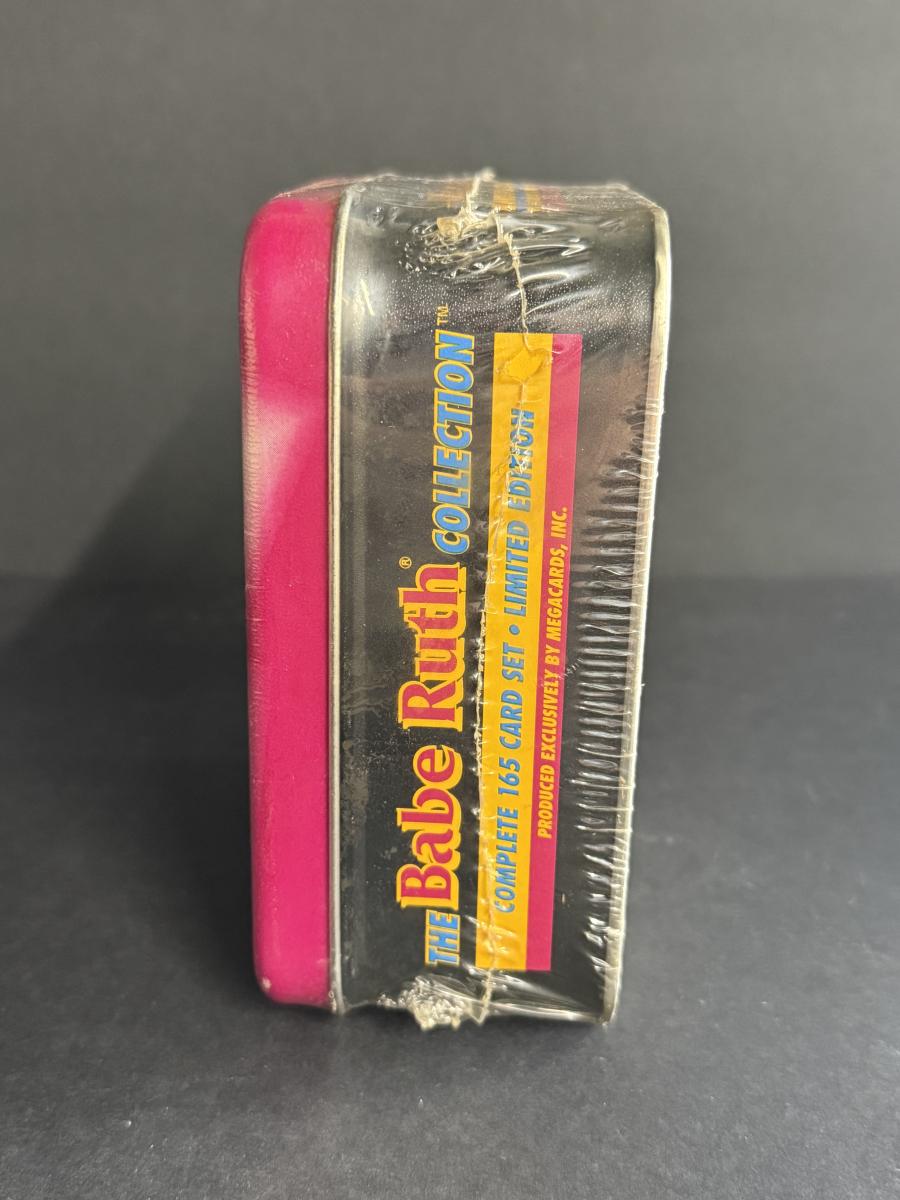 THE Babe Ruth® COLLECTION™
COMPLETE 165 CARD SET • LIMITED EDITION
PRODUCED EXCLUSIVELY BY MEGACARDS, INC.